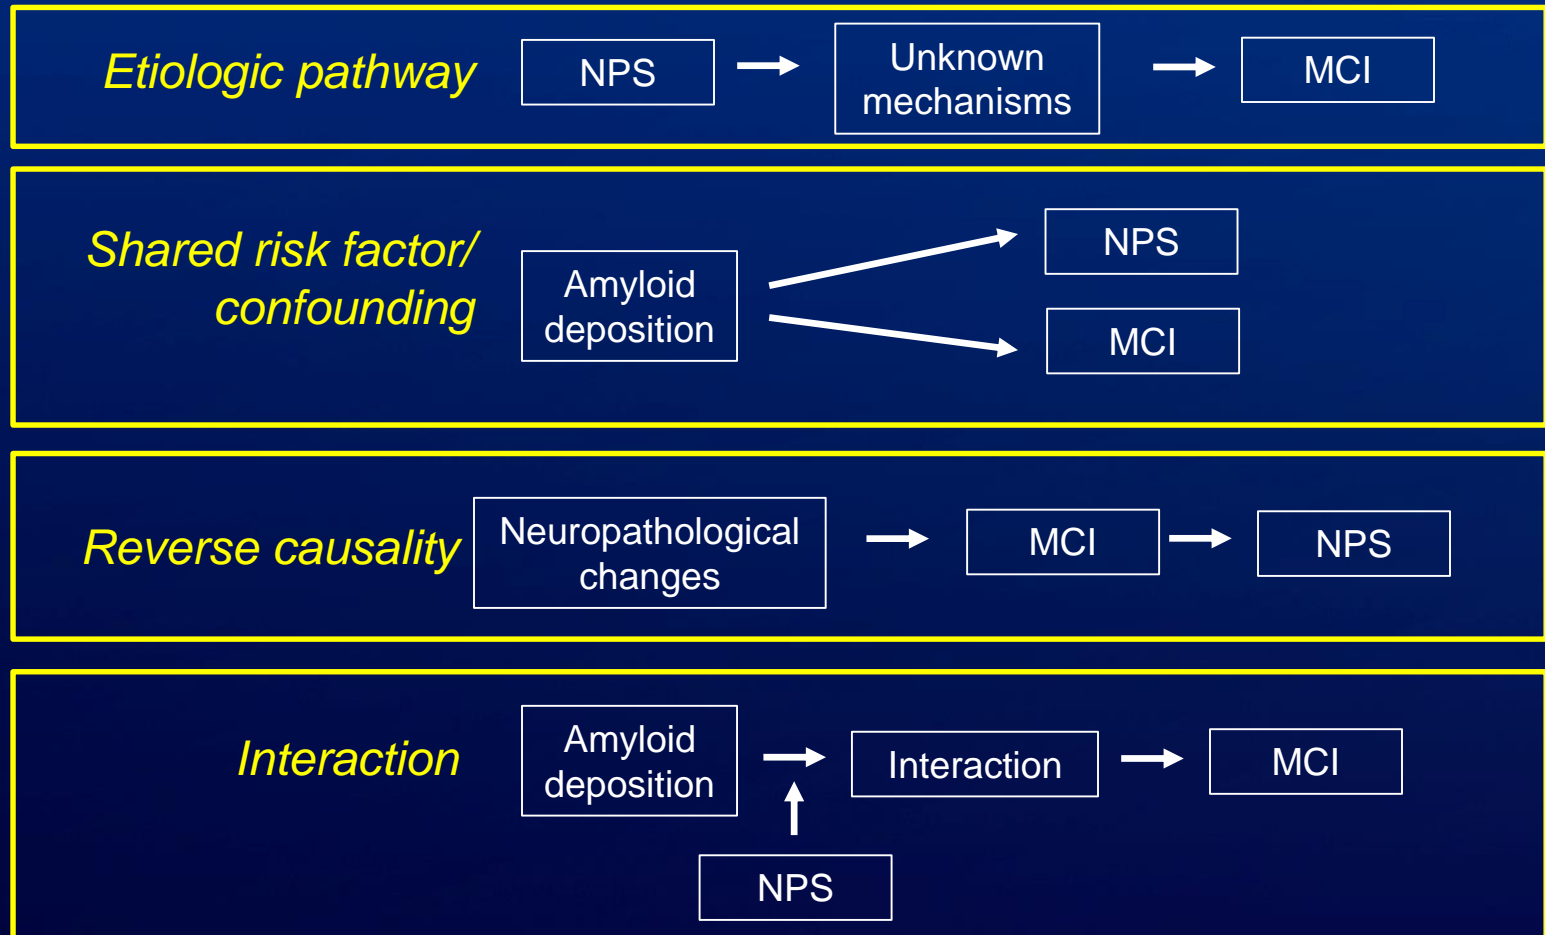 Etiologic pathway
NPS
Unknown
mechanisms
MCI
Shared risk factor/
confounding
Amyloid
deposition
NPS
MCI
Reverse causality
Neuropathological
changes
MCI
NPS
Interaction
Amyloid
deposition
Interaction
MCI
NPS